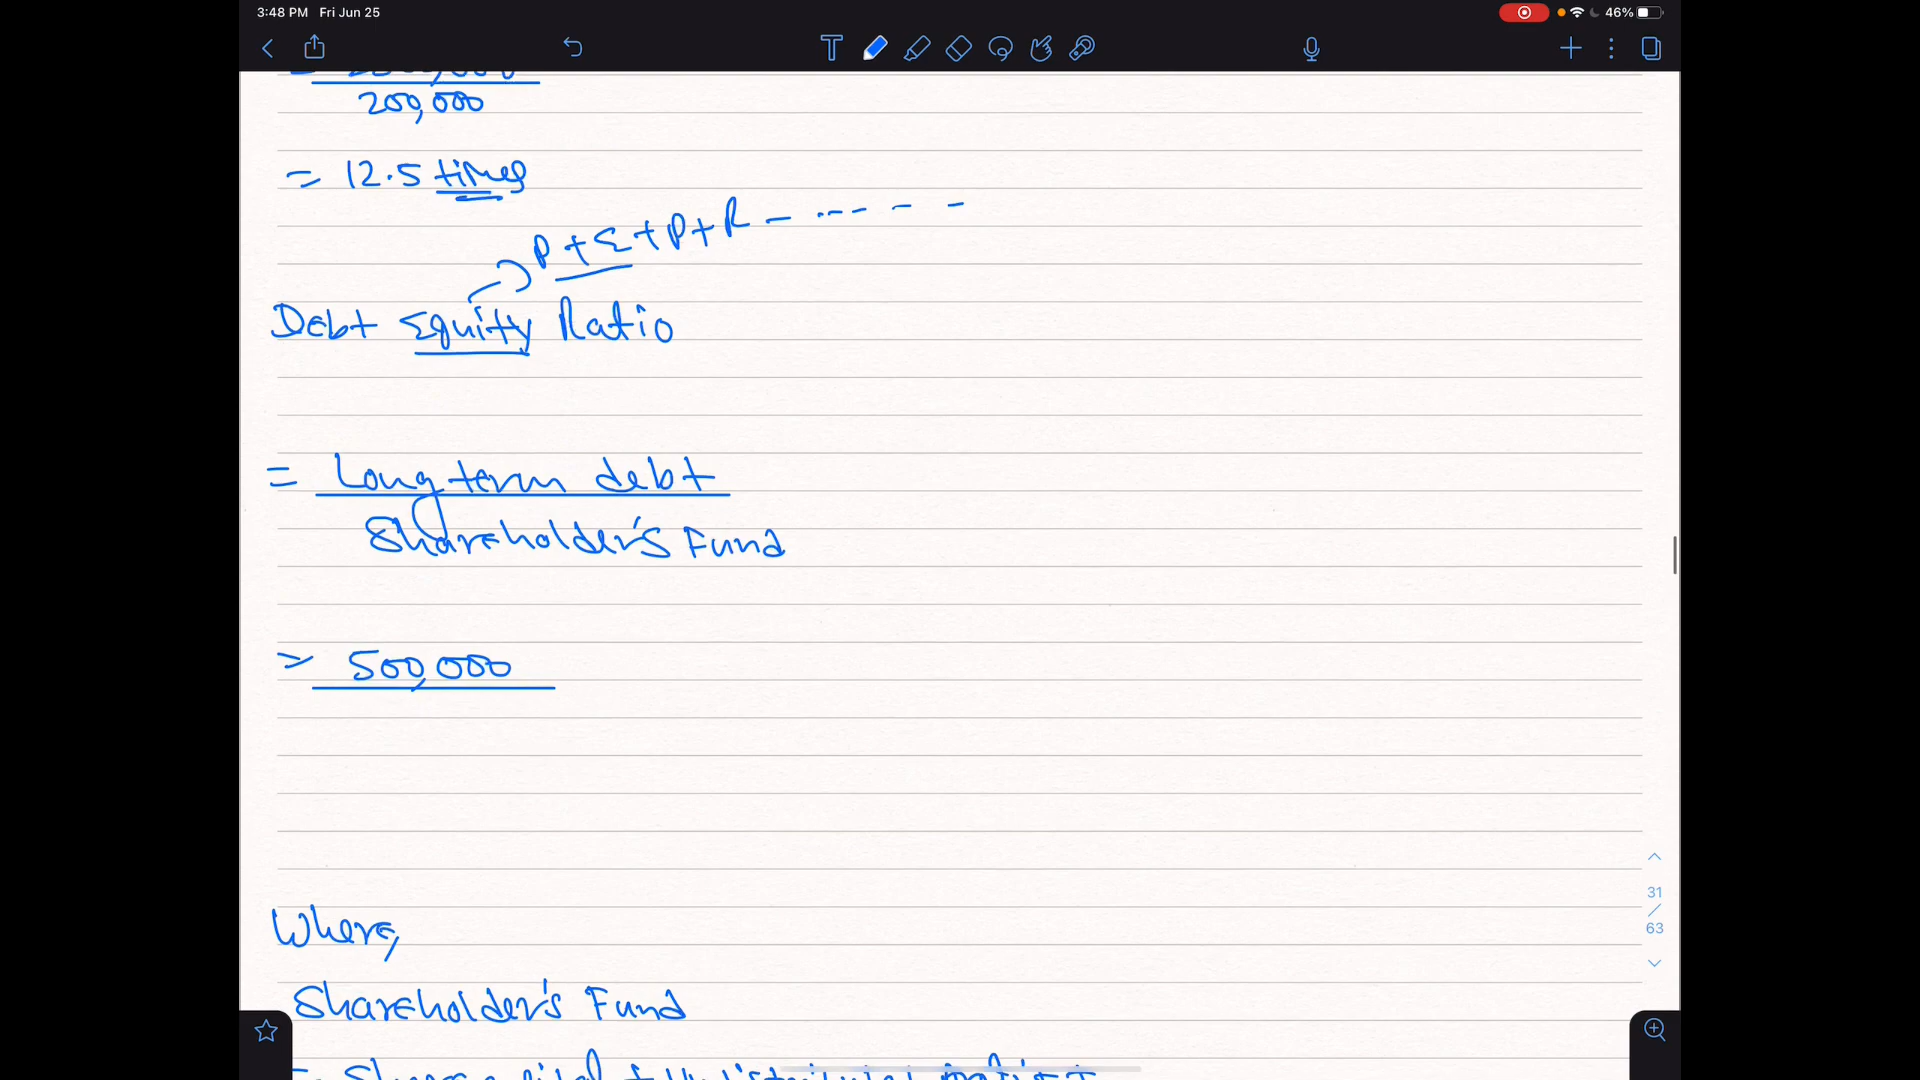 3:48 PM Fri Jun 25
46%
200,000
= 12.5 times
P + E + P + R - - - - - - -
Debt Equity Ratio
= Long term debt
Shareholder's Fund
= 500,000
31
/
63
Where,
Shareholder's Fund